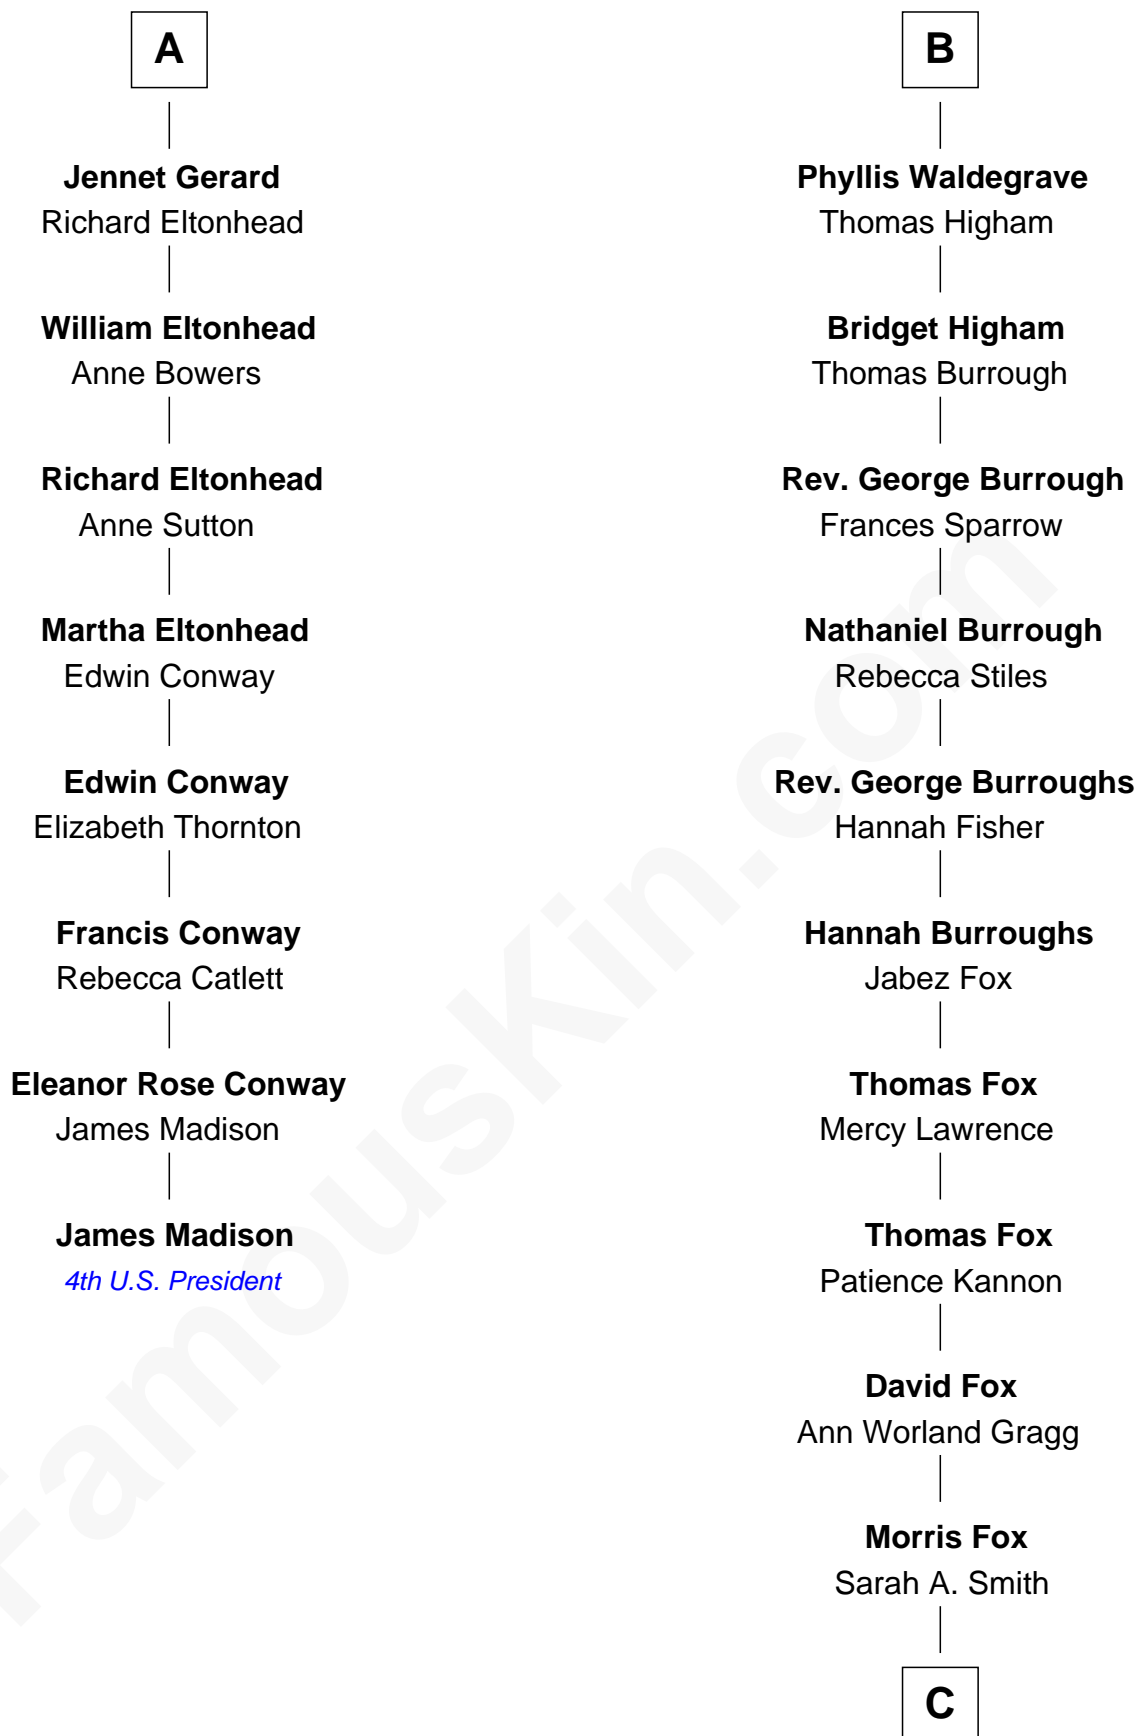 A
Jennet Gerard
Richard Eltonhead
William Eltonhead
Anne Bowers
Richard Eltonhead
Anne Sutton
Martha Eltonhead
Edwin Conway
Edwin Conway
Elizabeth Thornton
Francis Conway
Rebecca Catlett
Eleanor Rose Conway
James Madison
James Madison
4th U.S. President
B
Phyllis Waldegrave
Thomas Higham
Bridget Higham
Thomas Burrough
Rev. George Burrough
Frances Sparrow
Nathaniel Burrough
Rebecca Stiles
Rev. George Burroughs
Hannah Fisher
Hannah Burroughs
Jabez Fox
Thomas Fox
Mercy Lawrence
Thomas Fox
Patience Kannon
David Fox
Ann Worland Gragg
Morris Fox
Sarah A. Smith
C
FamousKin.com